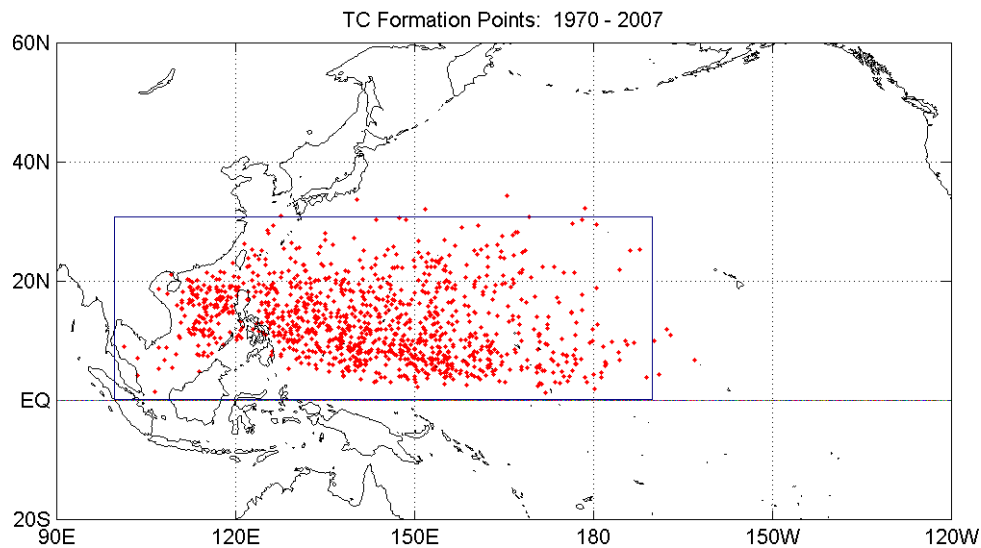 TC Formation Points: 1970 - 2007
60N
40N
20N
EQ
20S
90E 120E 150E 180 150W 120W